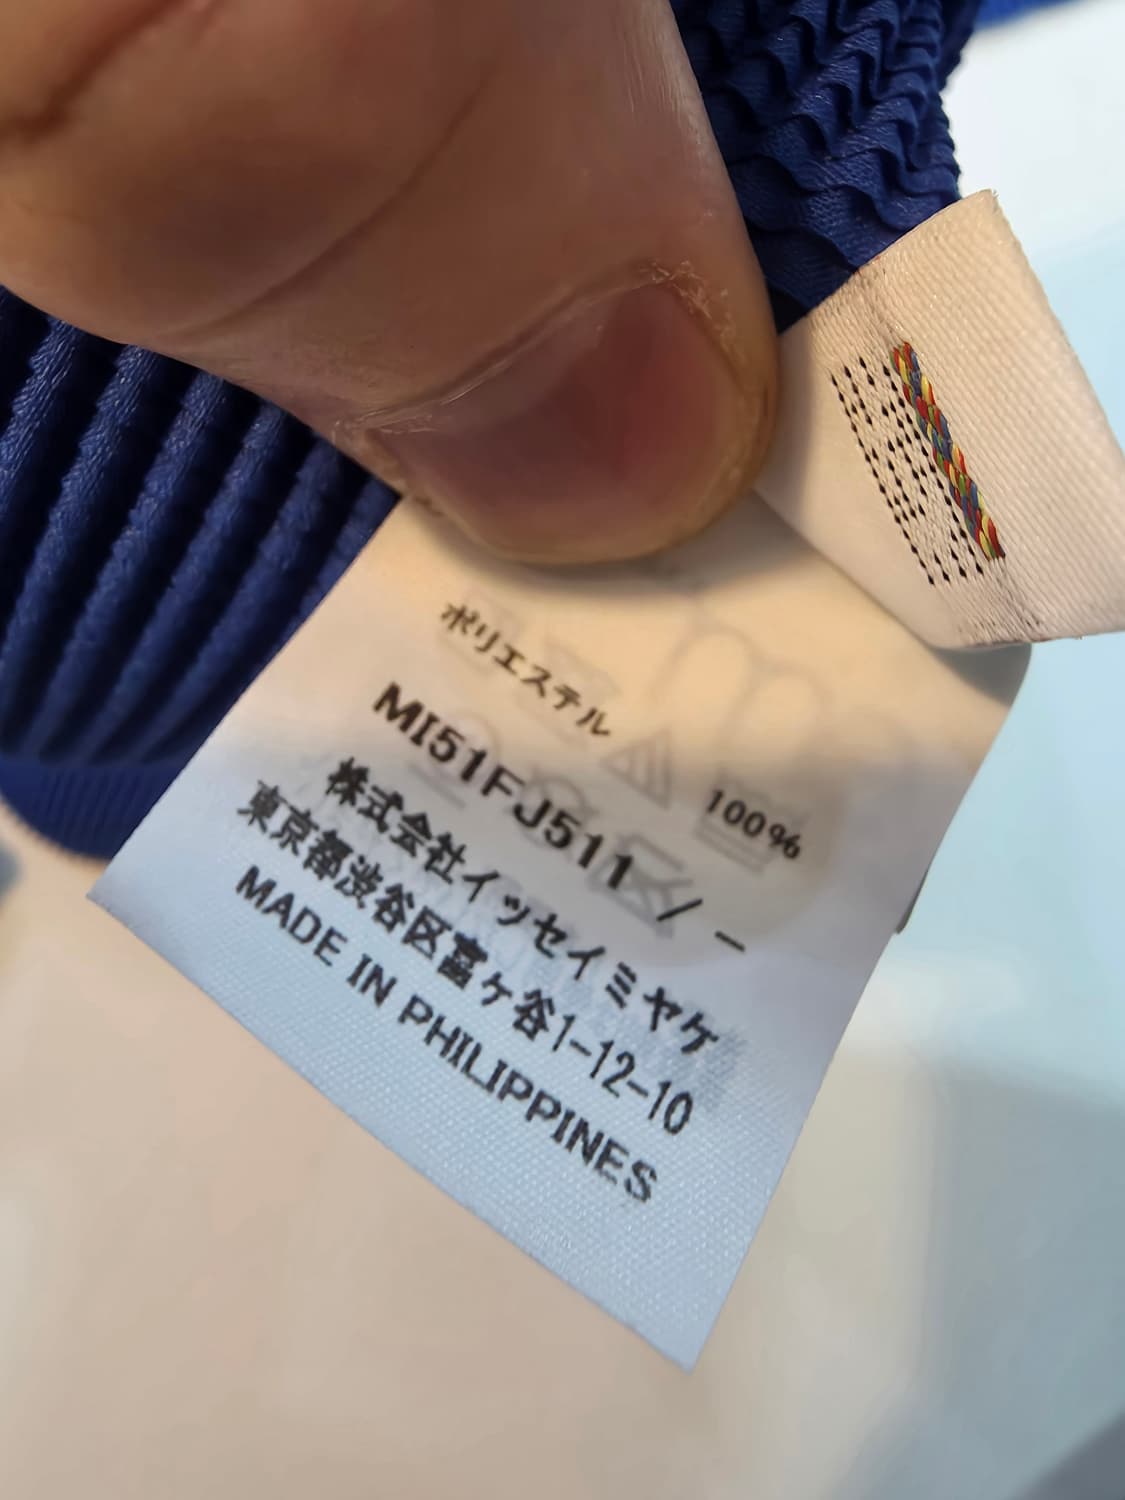 ポリエステル 100%
MI51FJ511/ -
株式会社イッセイミヤケ
東京都渋谷区富ヶ谷1-12-10
MADE IN PHILIPPINES